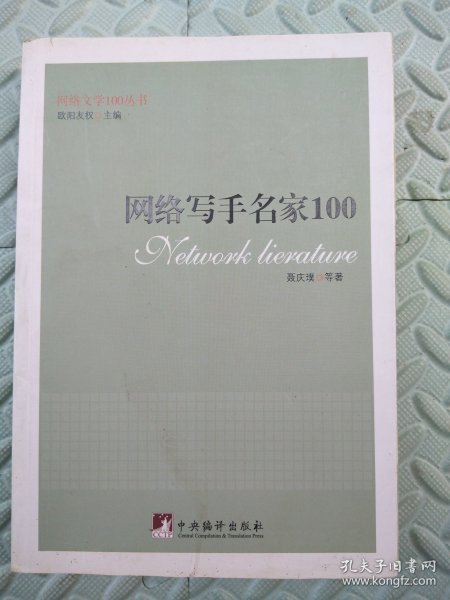 网络文学100丛书
欧阳友权□主编
网络写手名家100
Network lierature
聂庆璞□等著
CCTP
中央编译出版社
Central Compilation & Translation Press
孔夫子旧书网
www.kongfz.com